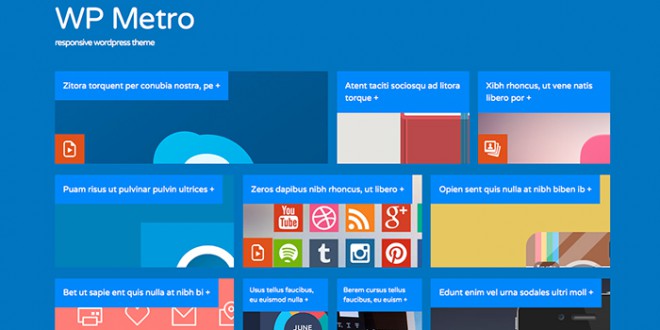 WP Metro
responsive wordpress theme
Zitora torquent per conubia nostra, pe +
Atent taciti sociosqu ad litora
torque +
Xibh rhoncus, ut vene natis
libero por +
Puam risus ut pulvinar pulvin ultrices +
Zeros dapibus nibh rhoncus, ut libero +
Opien sent quis nulla at nibh biben ib +
You
Tube
g+
t
Bet ut sapie ent quis nulla at nibh bi +
Usus tellus faucibus,
eu euismod nulla +
Berem cursus tellus
faucibus, eu euism +
Edunt enim vel urna sodales ultri moll +
JUNE